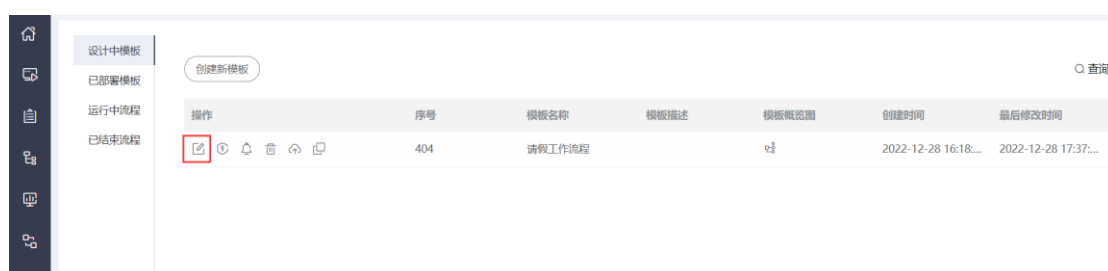 设计中模板
已部署模板
运行中流程
已结束流程
创建新模板
查询
操作 序号 模板名称 模板描述 模板概览图 创建时间 最后修改时间
404 请假工作流程 2022-12-28 16:18:... 2022-12-28 17:37:...